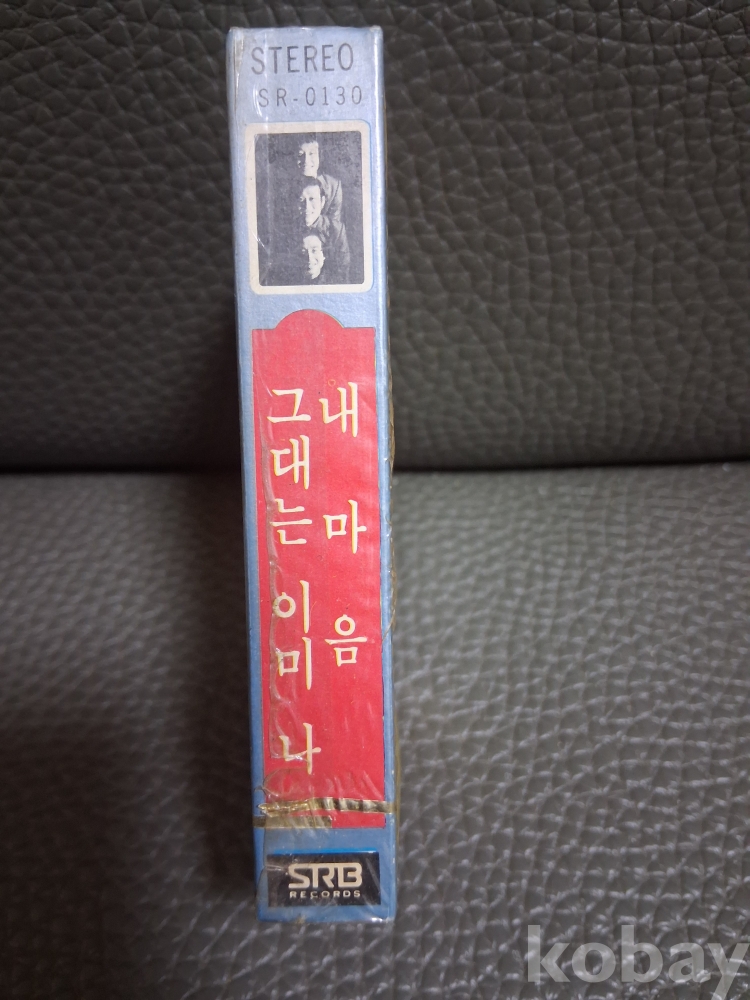 STEREO
SR-0130
내 마 음
그대는 이미 나
SRB
RECORDS
kobay